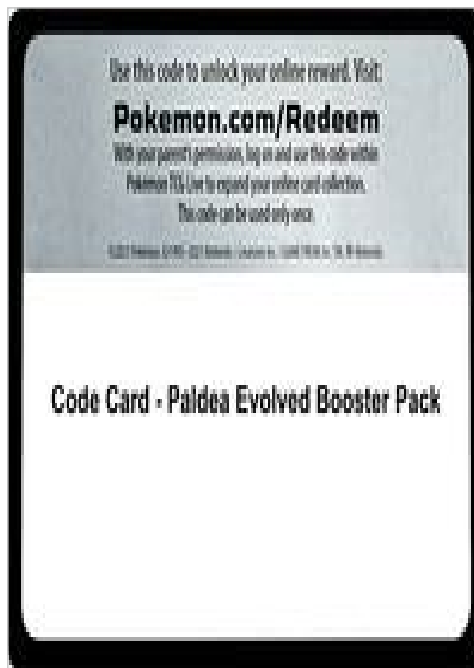 Use this code to unlock your online reward. Visit:
Pokemon.com/Redeem
With your parent's permission, log on and use this code within
Pokémon TCG Live to expand your online card collection.
This code can be used only once.
Code Card - Paldea Evolved Booster Pack